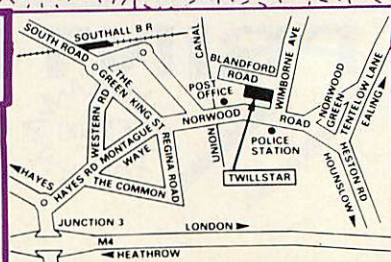 SOUTHALL B R
SOUTH ROAD
CANAL
BLANDFORD
ROAD
WIMBORNE AVE
THE
GREEN
KING ST.
POST
OFFICE
NORWOOD
GREEN
TENTELOW LANE
EALING
WESTERN RD
NORWOOD
ROAD
MONTAGUE
WAYE
REGINA ROAD
UNION
POLICE
STATION
HESTON RD
HAYES
HAYES RD
THE COMMON
TWILLSTAR
HOUNSLOW
JUNCTION 3
LONDON
M4
HEATHROW